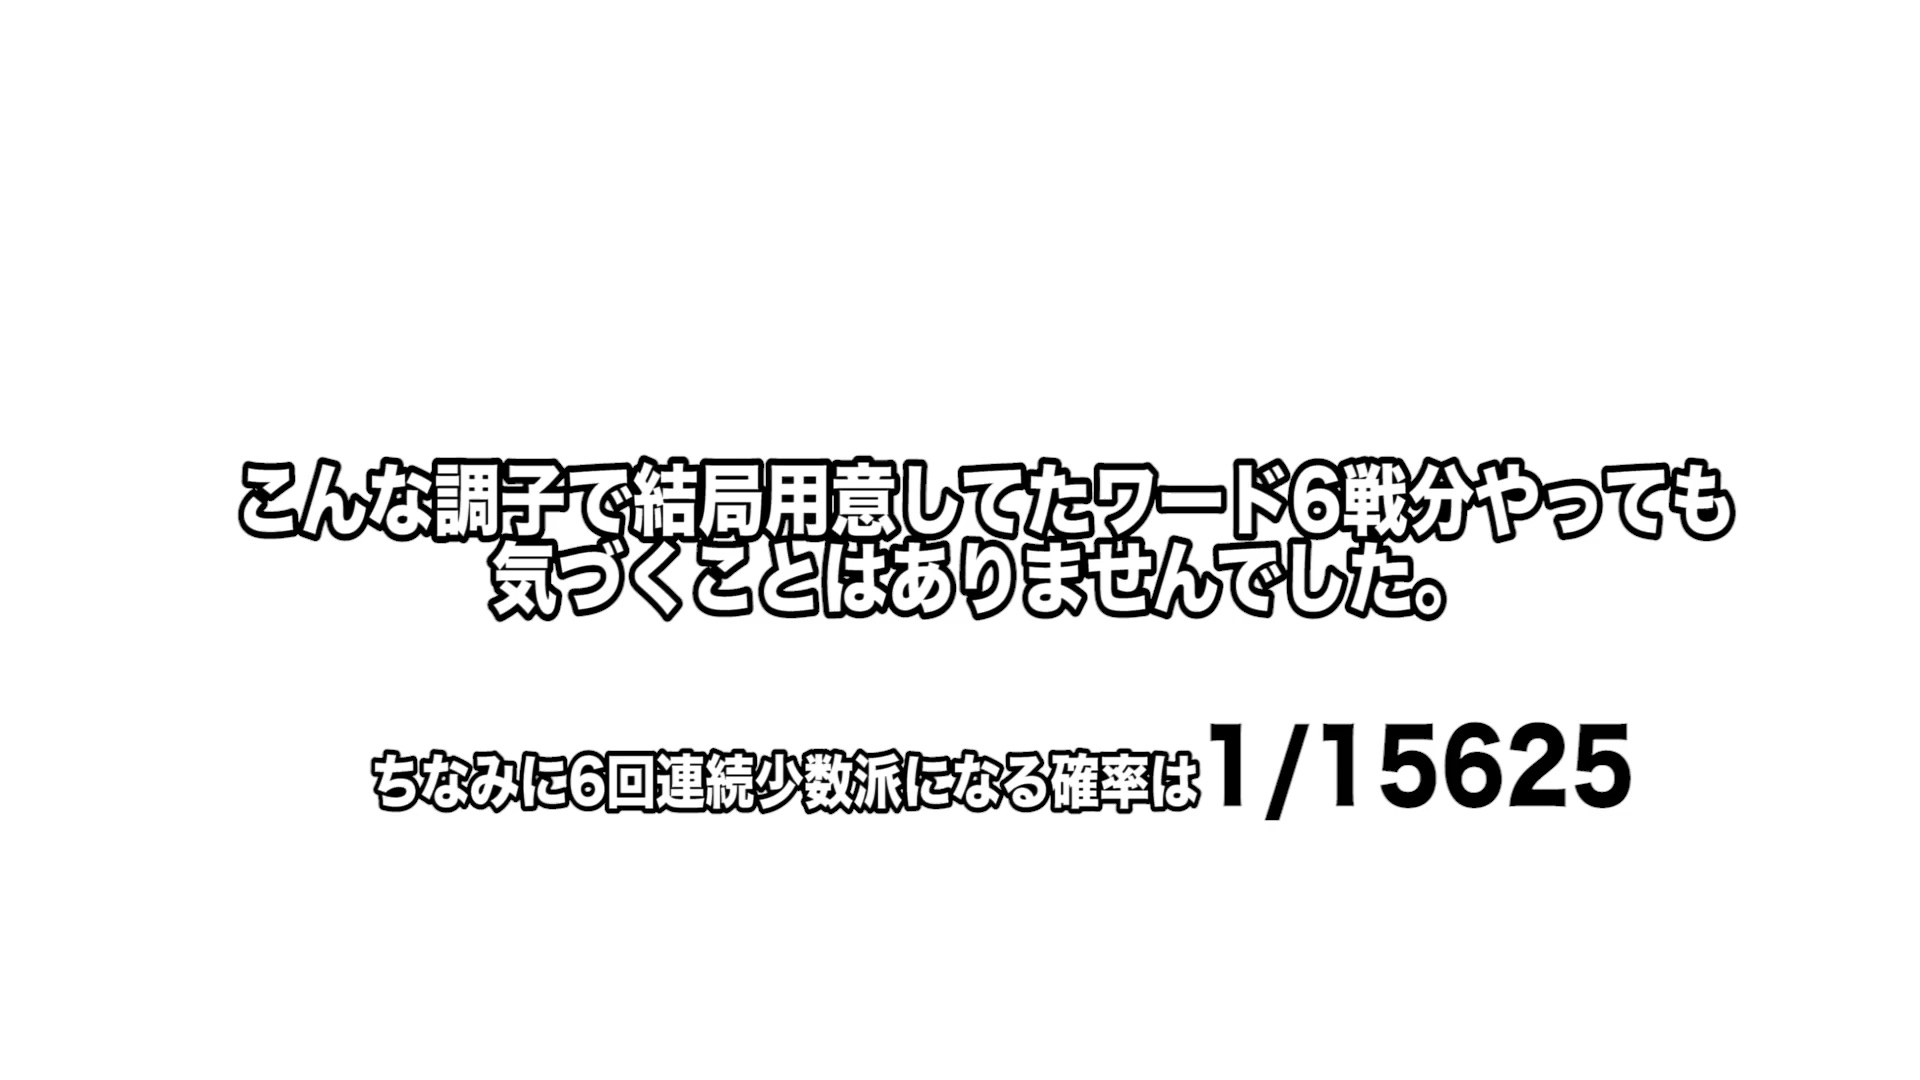 こんな調子で結局用意してたワード6戦分やっても
気づくことはありませんでした。
ちなみに6回連続少数派になる確率は1/15625